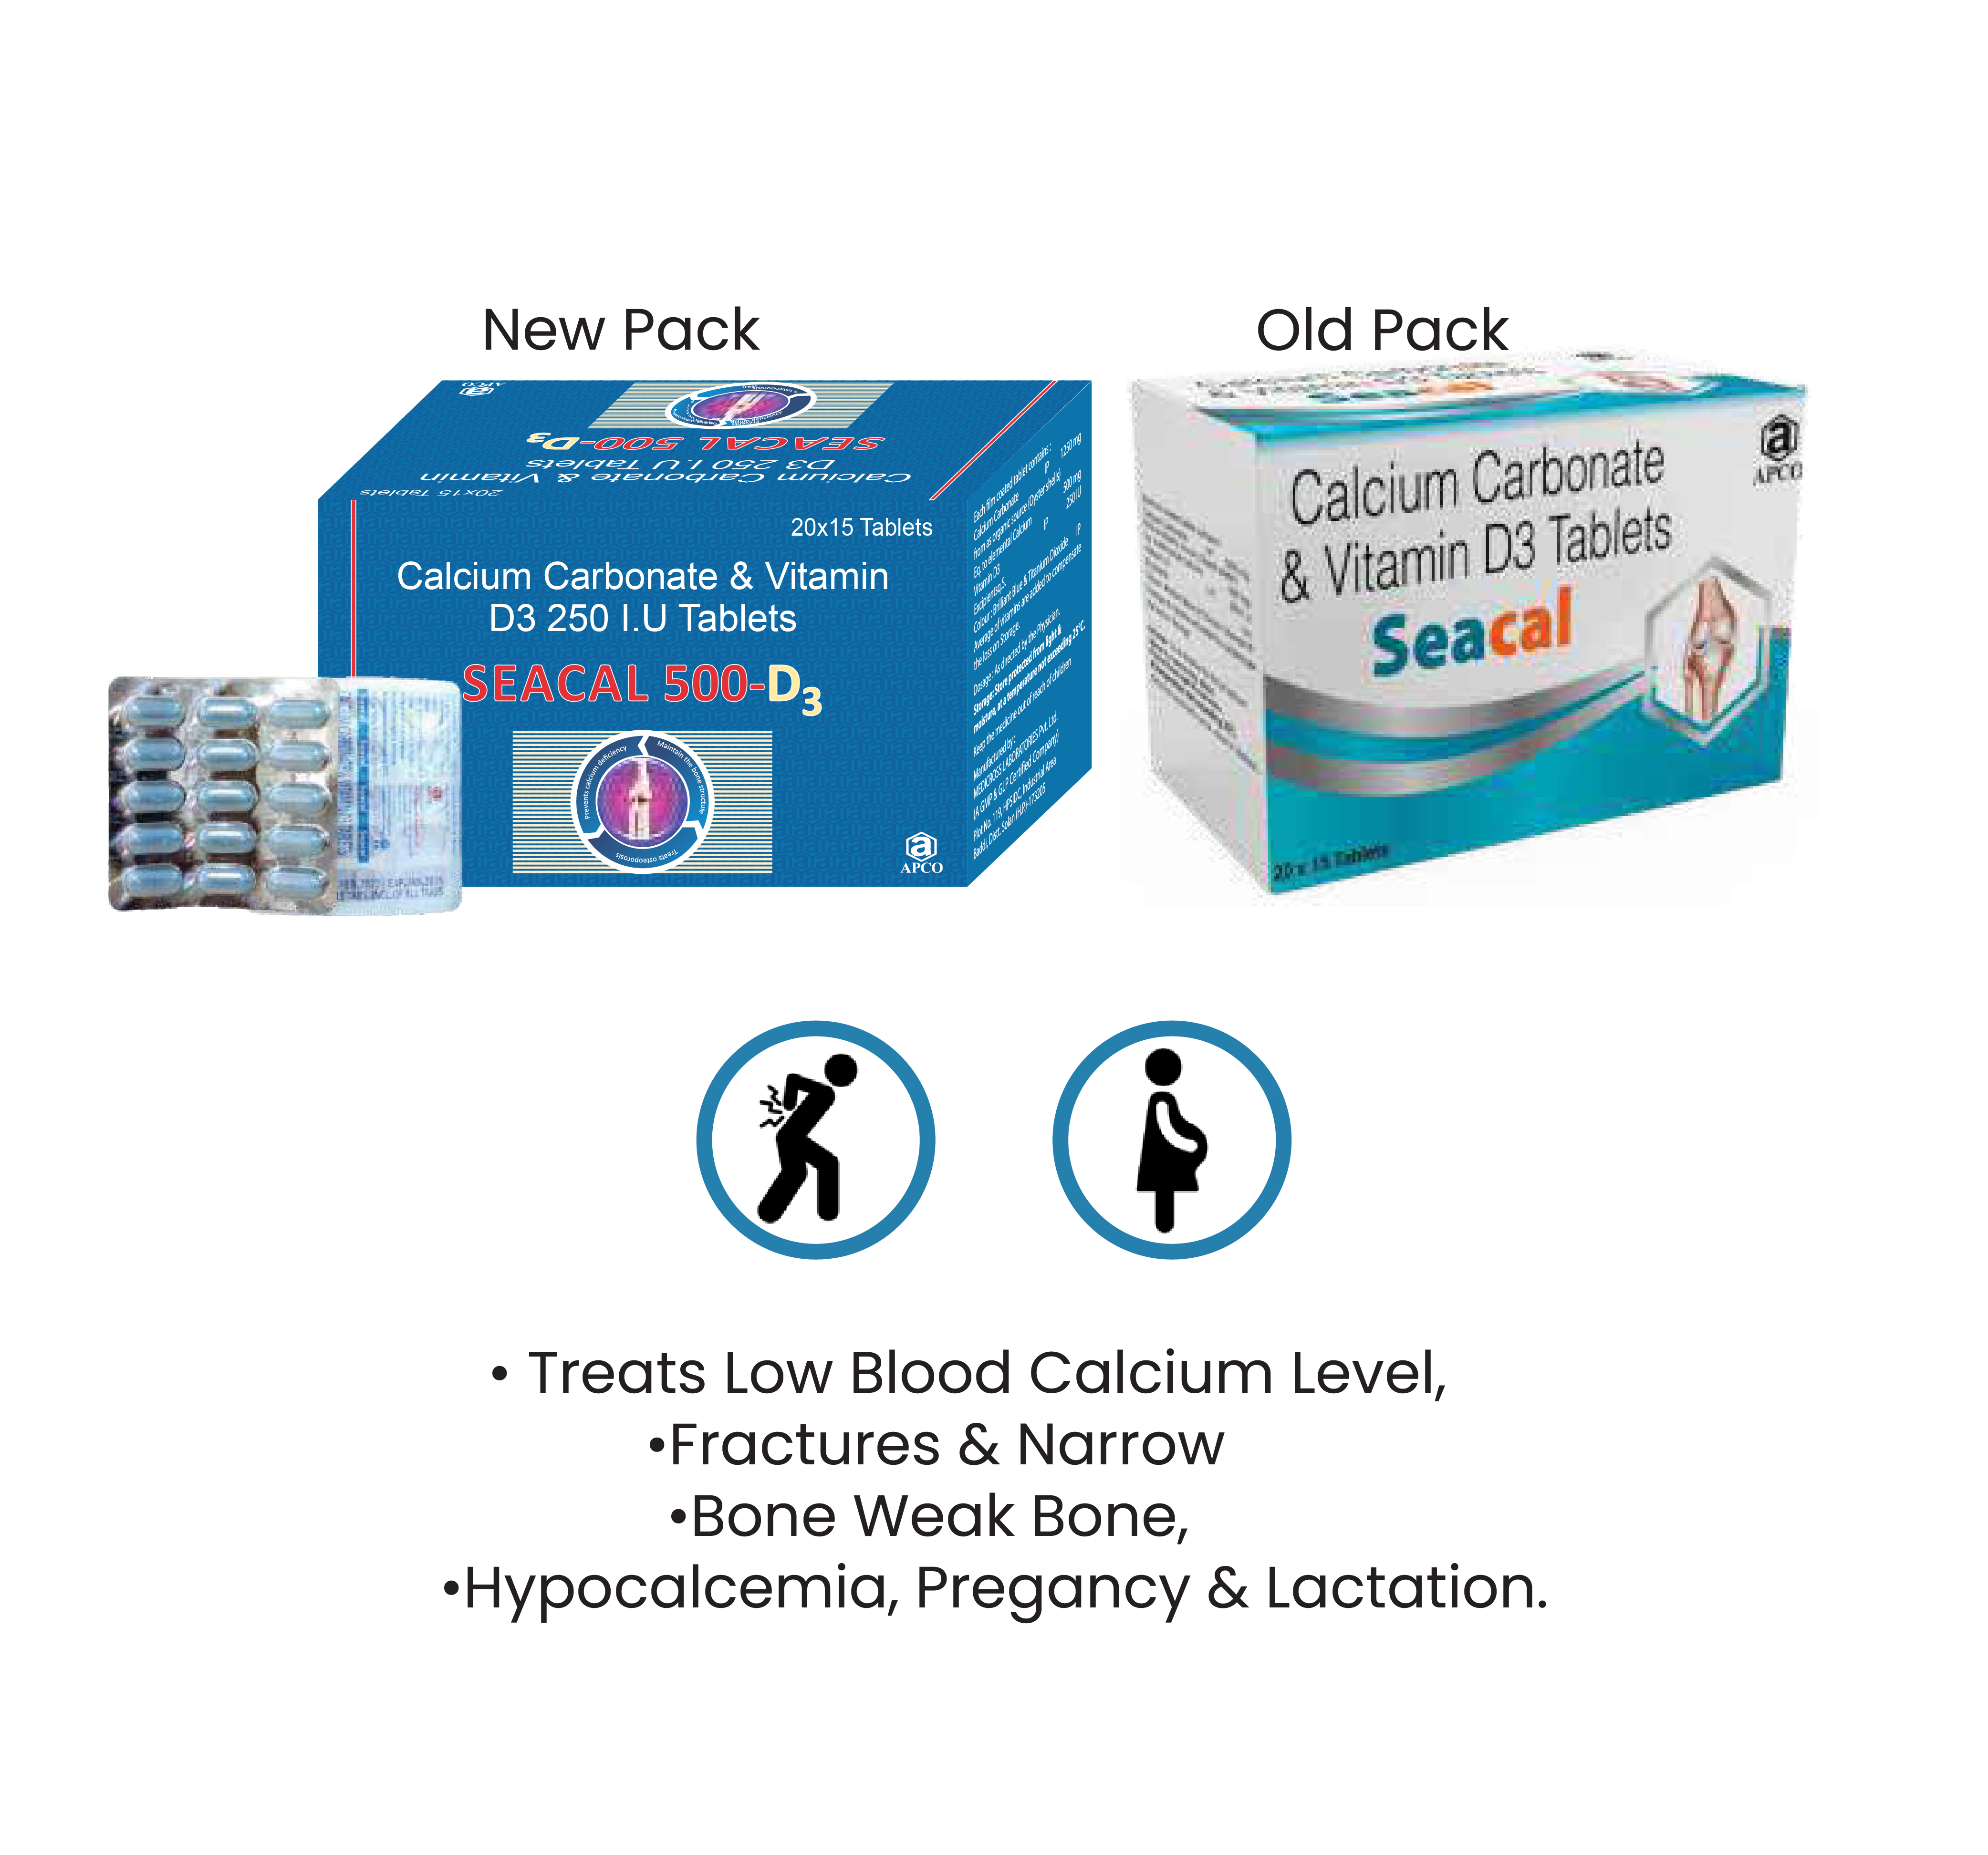 New Pack
Old Pack
APCO
SEACAL 500-D3
D3 250 I.U Tablets
Calcium Carbonate & Vitamin
20x15 Tablets
20x15 Tablets
Calcium Carbonate & Vitamin
D3 250 I.U Tablets
SEACAL 500-D3
Prevents calcium deficiency
Maintain the bone structure
Treats osteoporosis
a
APCO
Each film coated tablet contains :
Calcium Carbonate IP 1250 mg
from as organic source (Oyster shells)
Eq. to elemental Calcium 500 mg
Vitamin D3 IP 250 IU
Excipients q.s.
Colour : Brilliant Blue & Titanium Dioxide IP
Average of vitamins are added to compensate
the loss on Storage.
Dosage : As directed by the Physician.
Storage: Store protected from light &
moisture, at a temperature not exceeding 25°C.
Keep the medicine out of reach of children
Manufactured by :
MEDICROSS LABORATORIES Pvt. Ltd.
(A GMP & GLP Certified Company)
Plot No. 119, HPSIDC, Industrial Area
Baddi, Distt. Solan (H.P.)-173205
Seacal
a
APCO
Calcium Carbonate
& Vitamin D3 Tablets
Seacal
20 x 15 Tablets
• Treats Low Blood Calcium Level,
•Fractures & Narrow
•Bone Weak Bone,
•Hypocalcemia, Pregancy & Lactation.